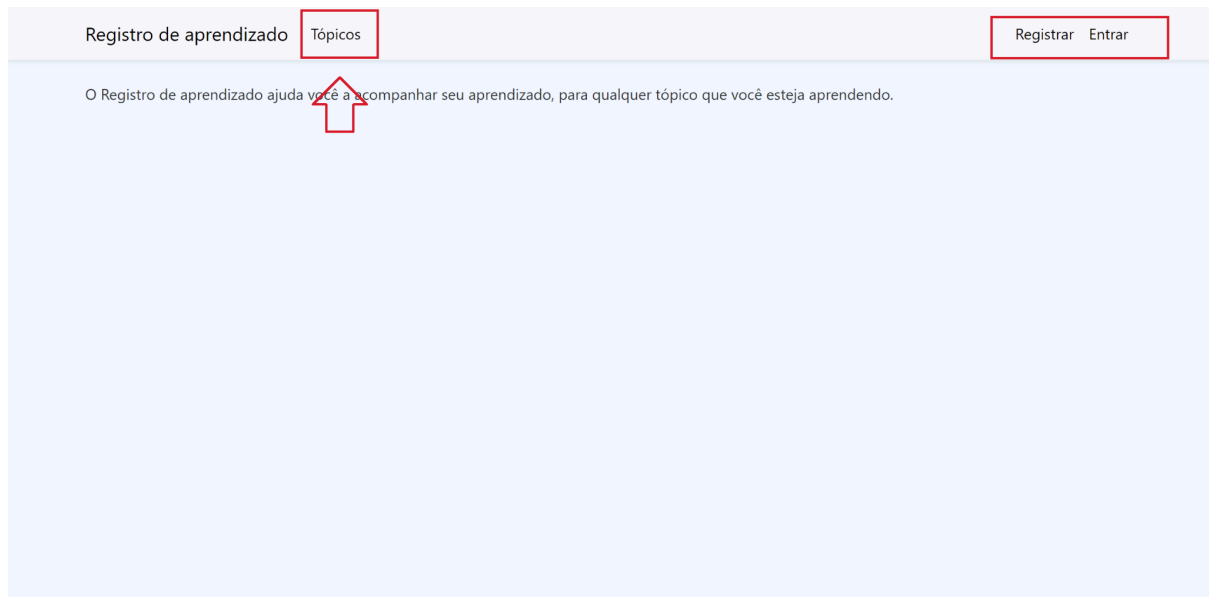 Registro de aprendizado Tópicos Registrar Entrar
O Registro de aprendizado ajuda você a acompanhar seu aprendizado, para qualquer tópico que você esteja aprendendo.